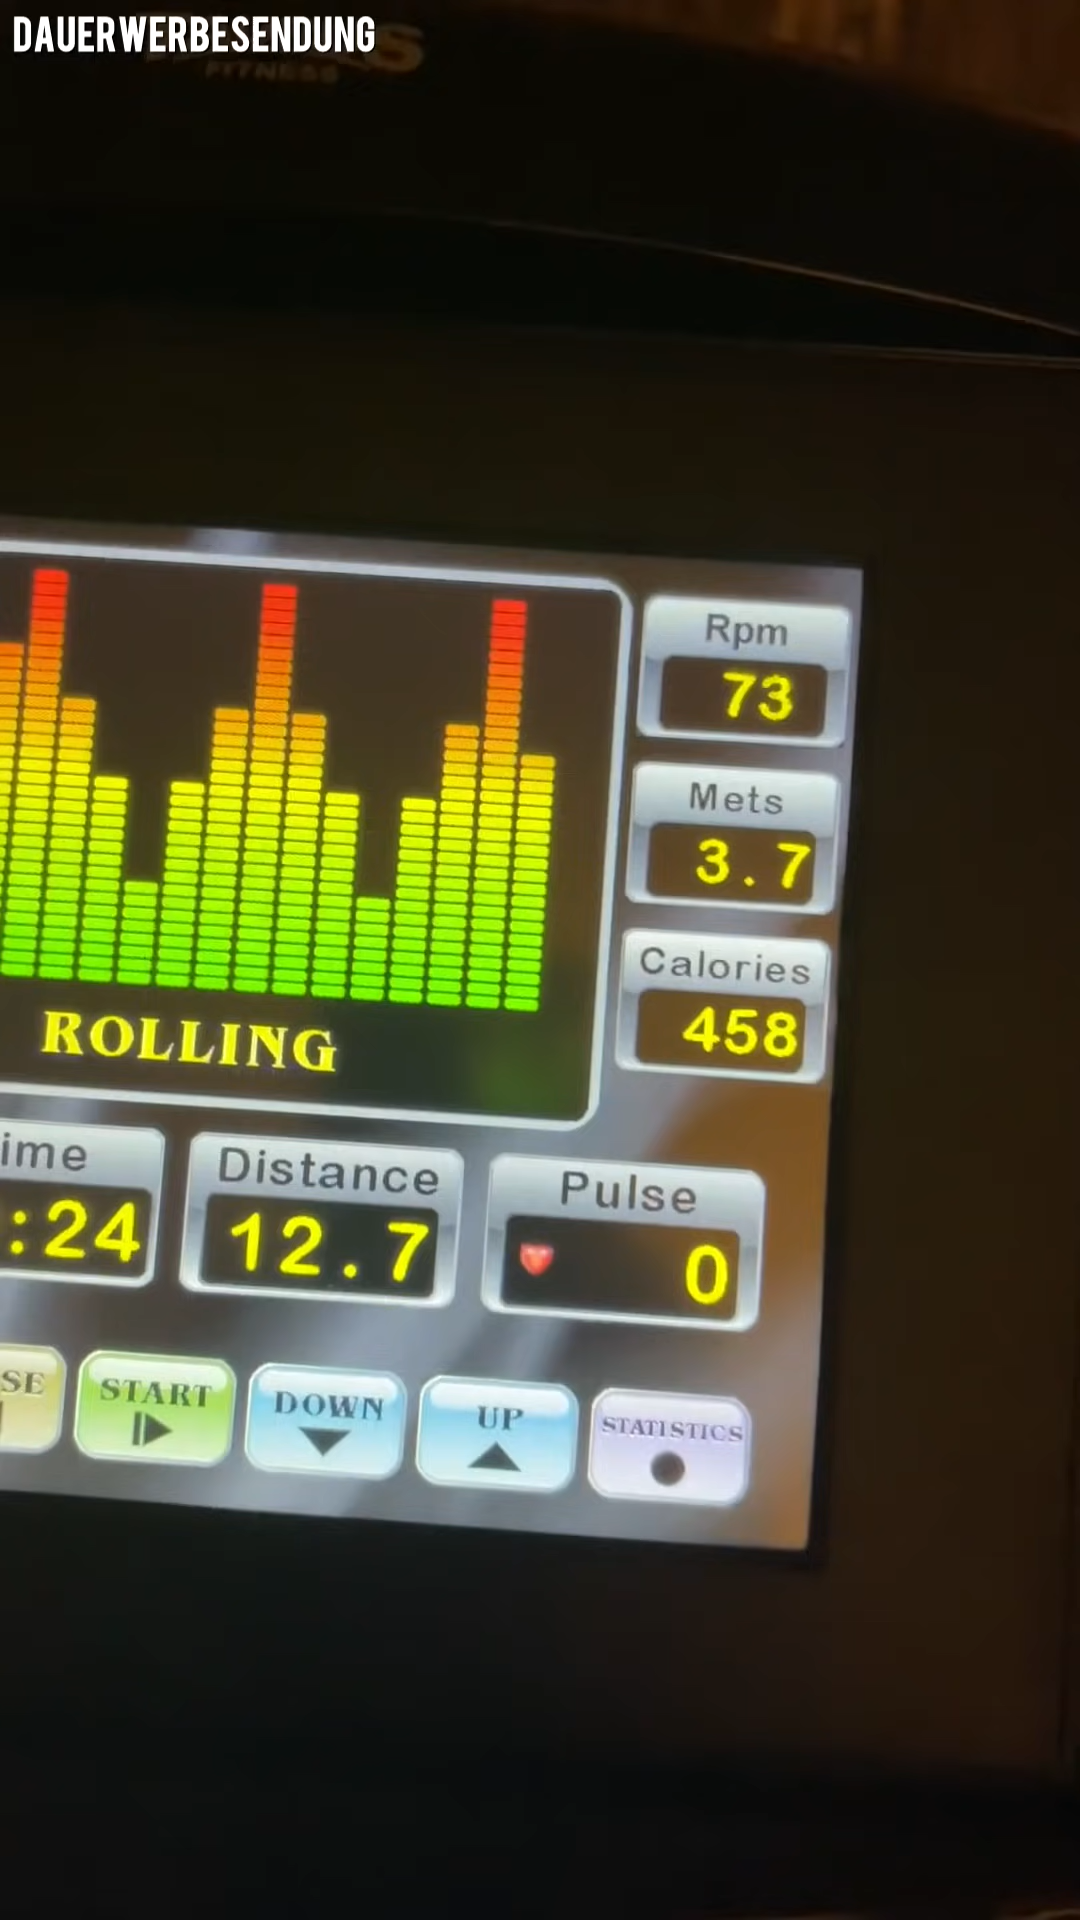 DAUERWERBESENDUNG
FITNESS
Rpm
73
Mets
3.7
Calories
458
ROLLING
ime
:24
Distance
12.7
Pulse
0
SE
START
DOWN
UP
STATISTICS